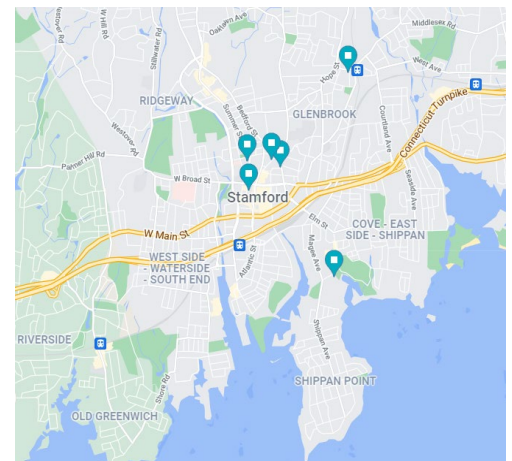 Westover Rd
W Hill Rd
Stillwater Rd
Oaklawn Ave
Middlesex Rd
Hope St
West Ave
RIDGEWAY
Summer St
Bedford St
GLENBROOK
Courtland Ave
Connecticut Turnpike
Westover Rd
Palmer Hill Rd
W Broad St
Stamford
Seaside Ave
W Main St
Elm St
COVE - EAST
SIDE - SHIPPAN
WEST SIDE
- WATERSIDE
- SOUTH END
Atlantic St
Magee Ave
RIVERSIDE
Shippan Ave
Shore Rd
SHIPPAN POINT
OLD GREENWICH